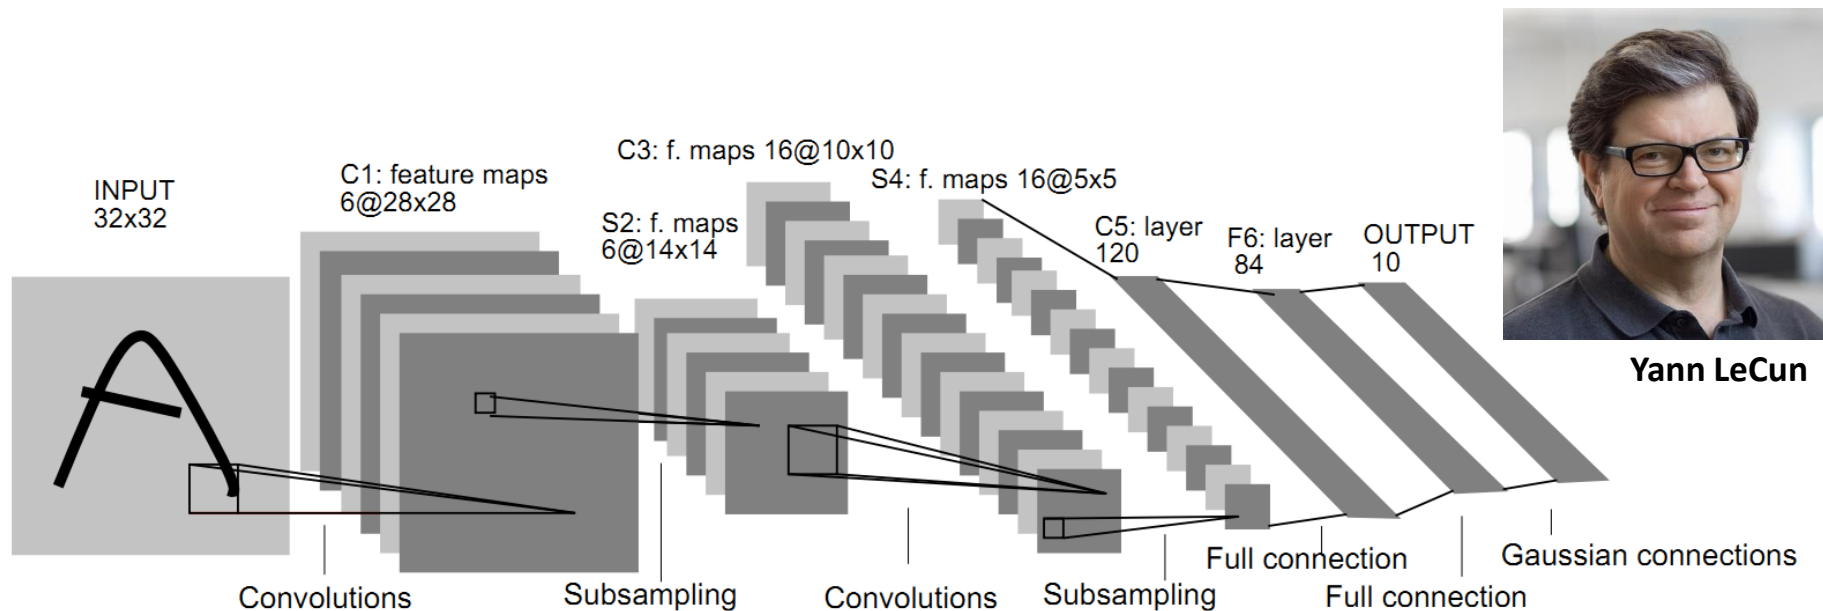 INPUT
32x32
C1: feature maps
6@28x28
S2: f. maps
6@14x14
C3: f. maps 16@10x10
S4: f. maps 16@5x5
C5: layer
120
F6: layer
84
OUTPUT
10
Yann LeCun
Convolutions
Subsampling
Convolutions
Subsampling
Full connection
Full connection
Gaussian connections